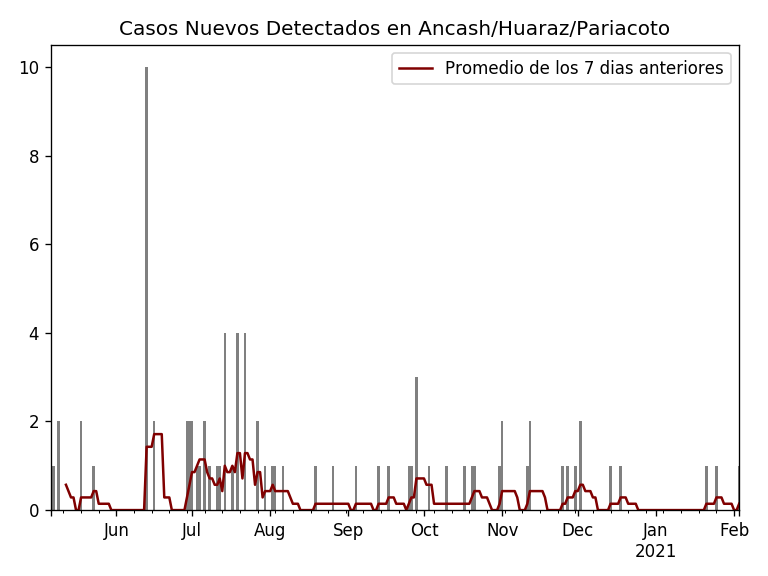 Casos Nuevos Detectados en Ancash/Huaraz/Pariacoto
Promedio de los 7 dias anteriores
10
8
6
4
2
0
Jun Jul Aug Sep Oct Nov Dec Jan Feb
2021